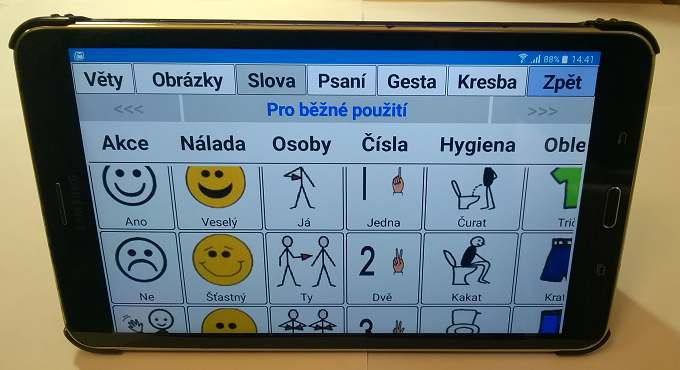 88% 14:41
Věty Obrázky Slova Psaní Gesta Kresba Zpět
<<< Pro běžné použití >>>
Akce Nálada Osoby Čísla Hygiena Oble
1
Ano Veselý Já Jedna Čurat Trič
2
Ne Šťastný Ty Dvě Kakat Krat
3
SAMSUNG